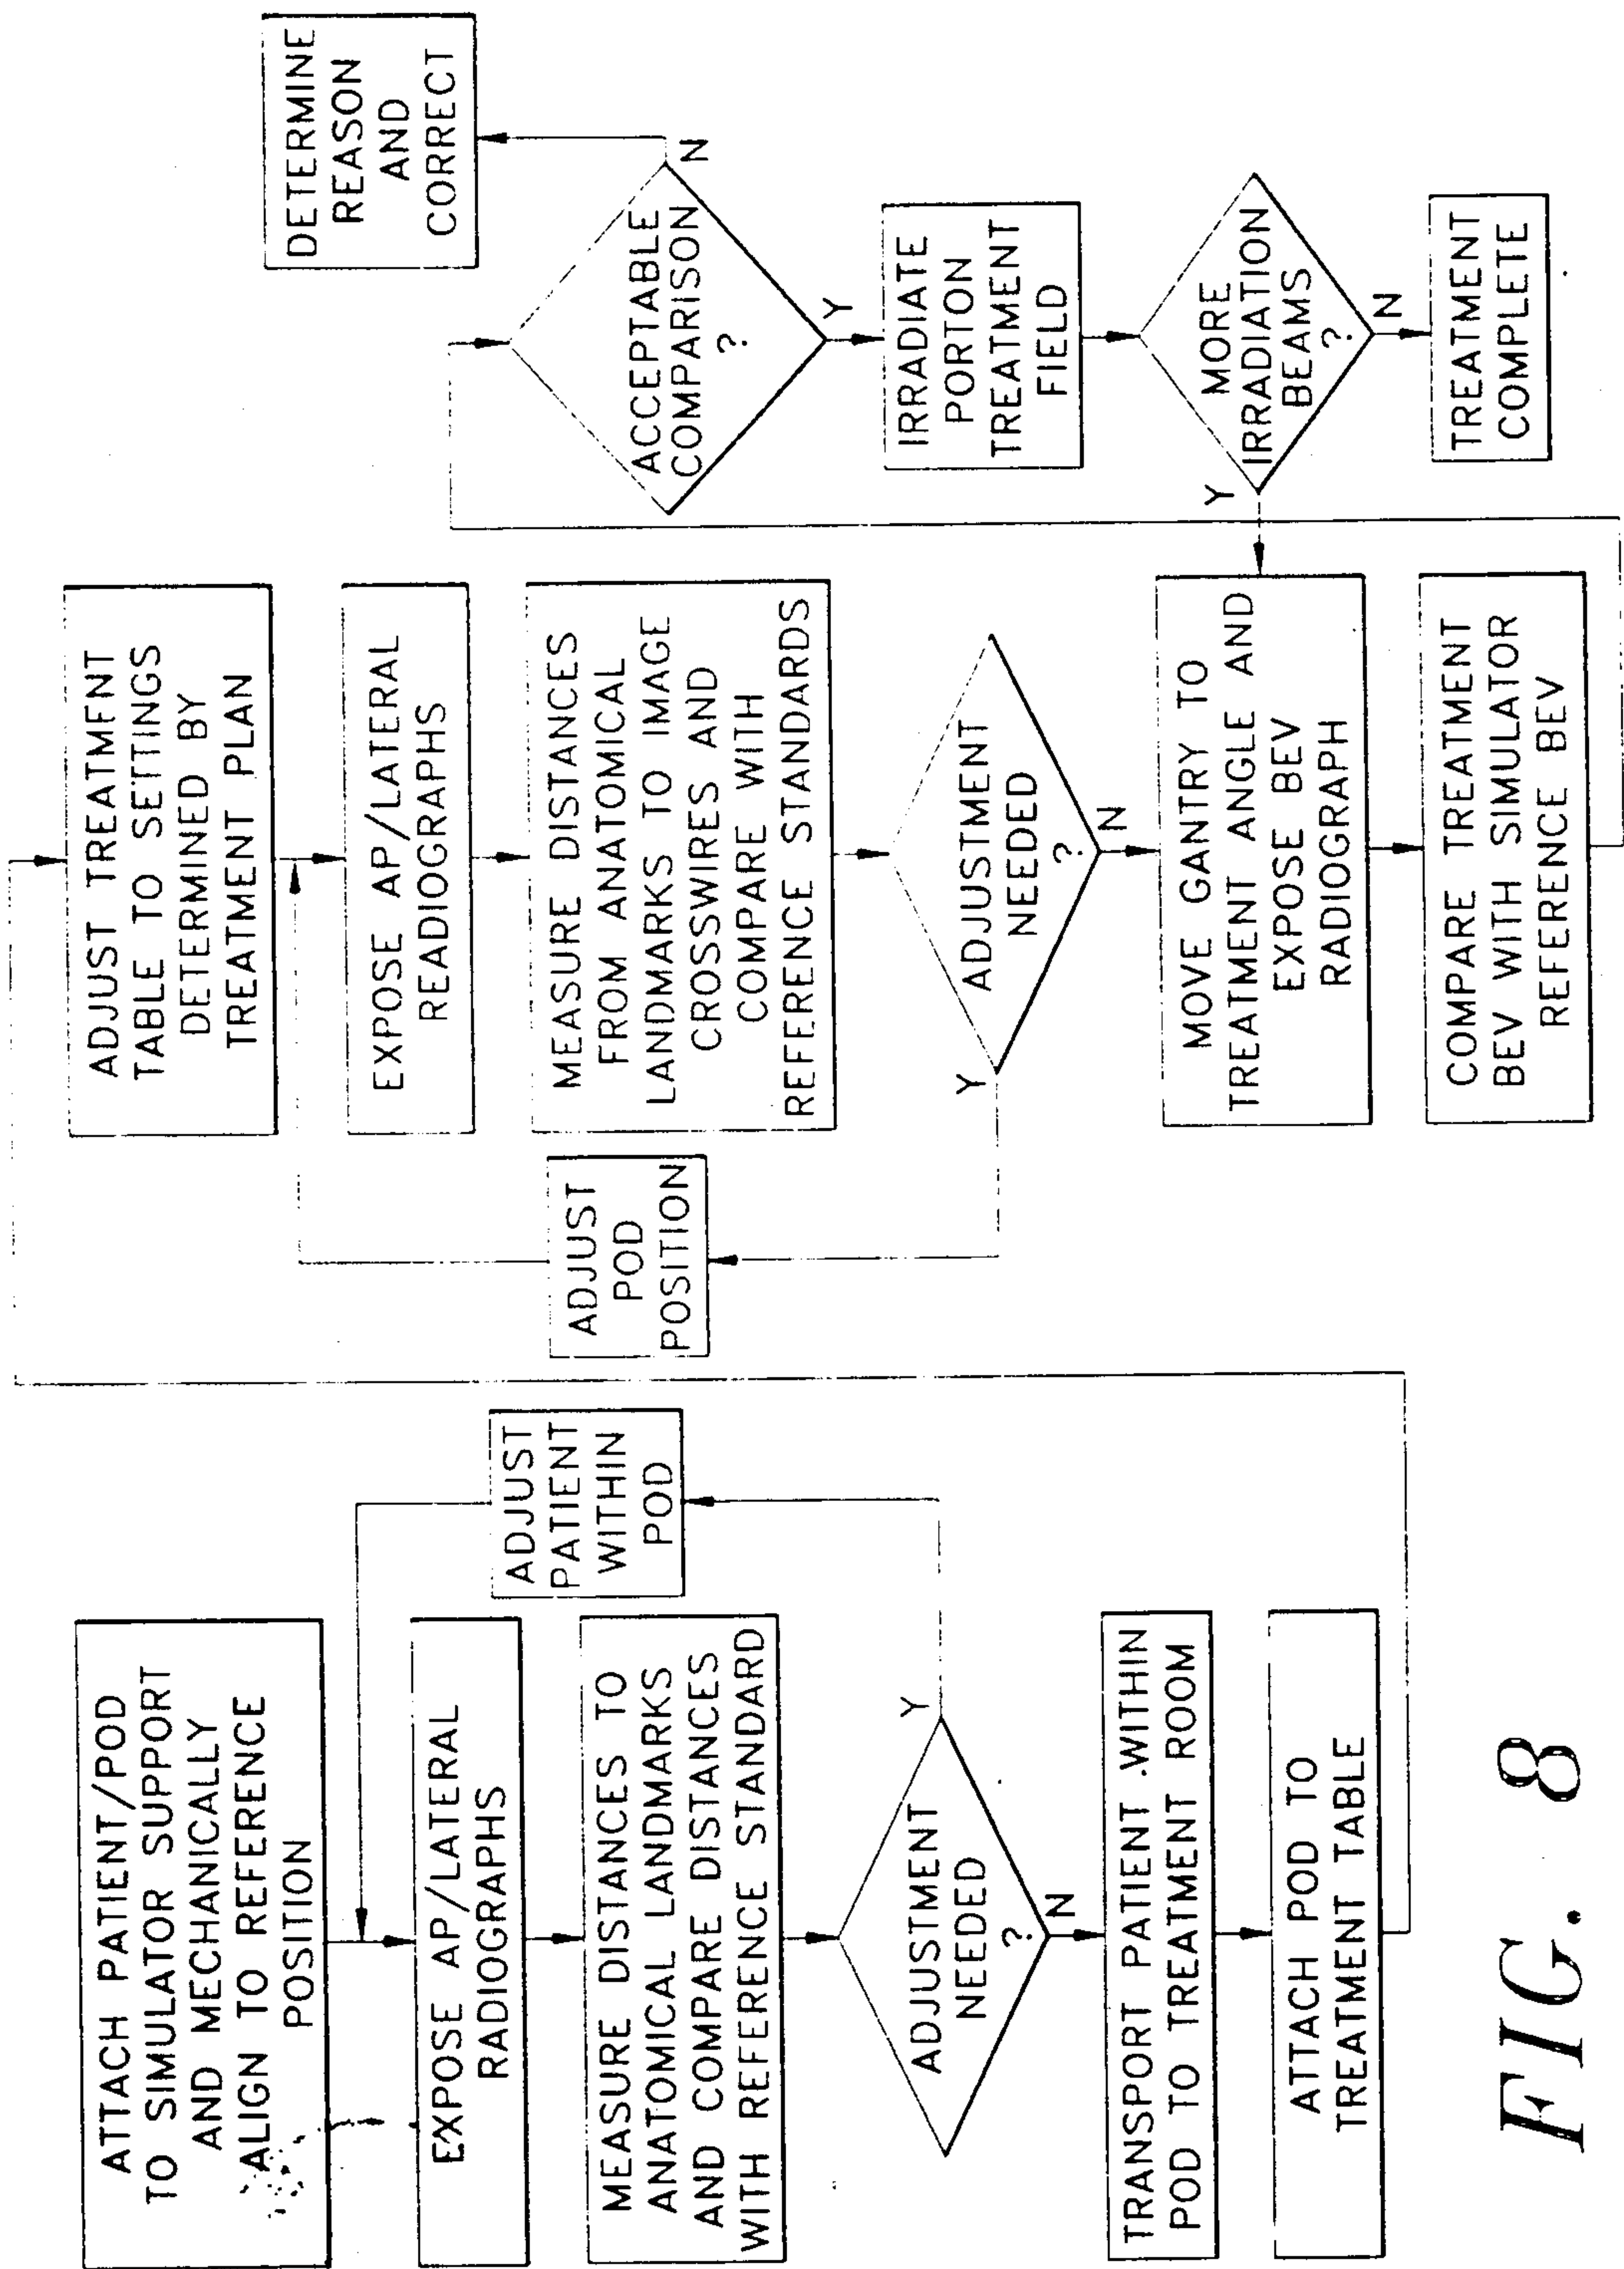 ATTACH PATIENT/POD
TO SIMULATOR SUPPORT
AND MECHANICALLY
ALIGN TO REFERENCE
POSITION
EXPOSE AP/LATERAL
RADIOGRAPHS
MEASURE DISTANCES TO
ANATOMICAL LANDMARKS
AND COMPARE DISTANCES
WITH REFERENCE STANDARD
ADJUSTMENT
NEEDED
?
Y
N
ADJUST
PATIENT
WITHIN
POD
TRANSPORT PATIENT WITHIN
POD TO TREATMENT ROOM
ATTACH POD TO
TREATMENT TABLE
ADJUST TREATMENT
TABLE TO SETTINGS
DETERMINED BY
TREATMENT PLAN
EXPOSE AP/LATERAL
READIOGRAPHS
MEASURE DISTANCES
FROM ANATOMICAL
LANDMARKS TO IMAGE
CROSSWIRES AND
COMPARE WITH
REFERENCE STANDARDS
ADJUSTMENT
NEEDED
?
Y
N
ADJUST
POD
POSITION
MOVE GANTRY TO
TREATMENT ANGLE AND
EXPOSE BEV
RADIOGRAPH
COMPARE TREATMENT
BEV WITH SIMULATOR
REFERENCE BEV
ACCEPTABLE
COMPARISON
?
N
Y
DETERMINE
REASON
AND
CORRECT
IRRADIATE
PORTON
TREATMENT
FIELD
MORE
IRRADIATION
BEAMS
?
Y
N
TREATMENT
COMPLETE
FIG. 8